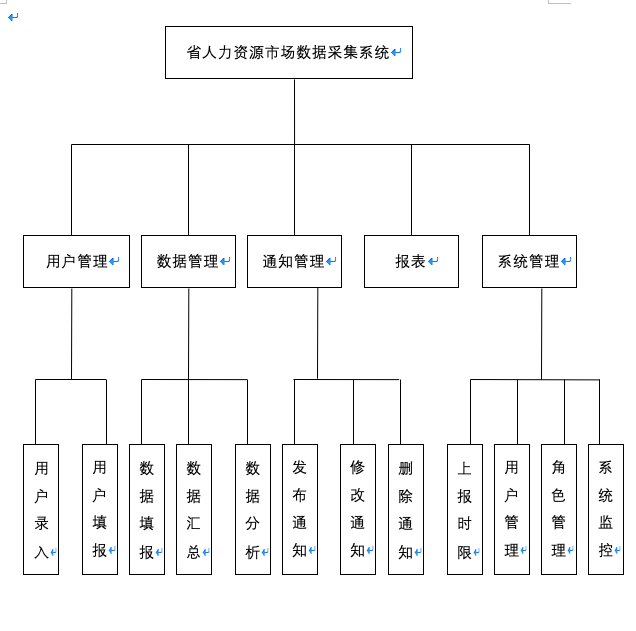 省人力资源市场数据采集系统
用户管理
数据管理
通知管理
报表
系统管理
用户录入
用户填报
数据填报
数据汇总
数据分析
发布通知
修改通知
删除通知
上报时限
用户管理
角色管理
系统监控